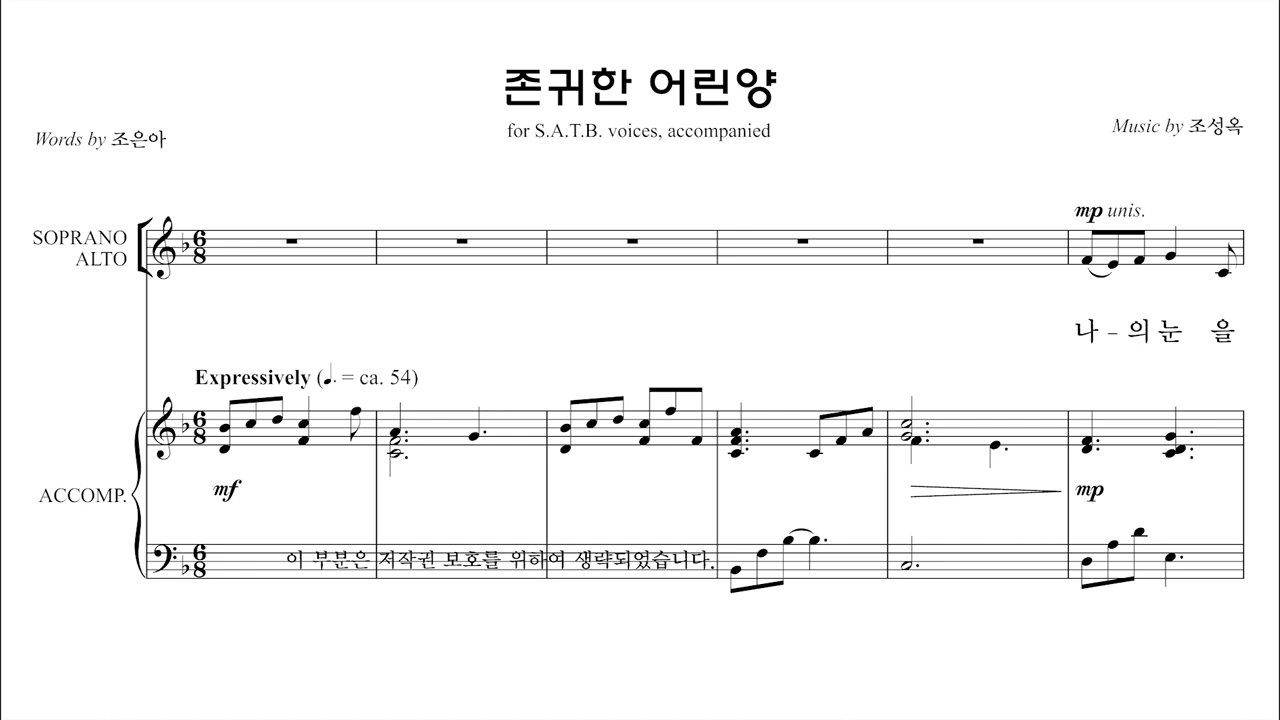 존귀한 어린양
for S.A.T.B. voices, accompanied
Words by 조은아
Music by 조성옥
mp unis.
SOPRANO
ALTO
나 - 의 눈 을
Expressively (♩. = ca. 54)
mf
mp
ACCOMP.
이 부분은 저작권 보호를 위하여 생략되었습니다.